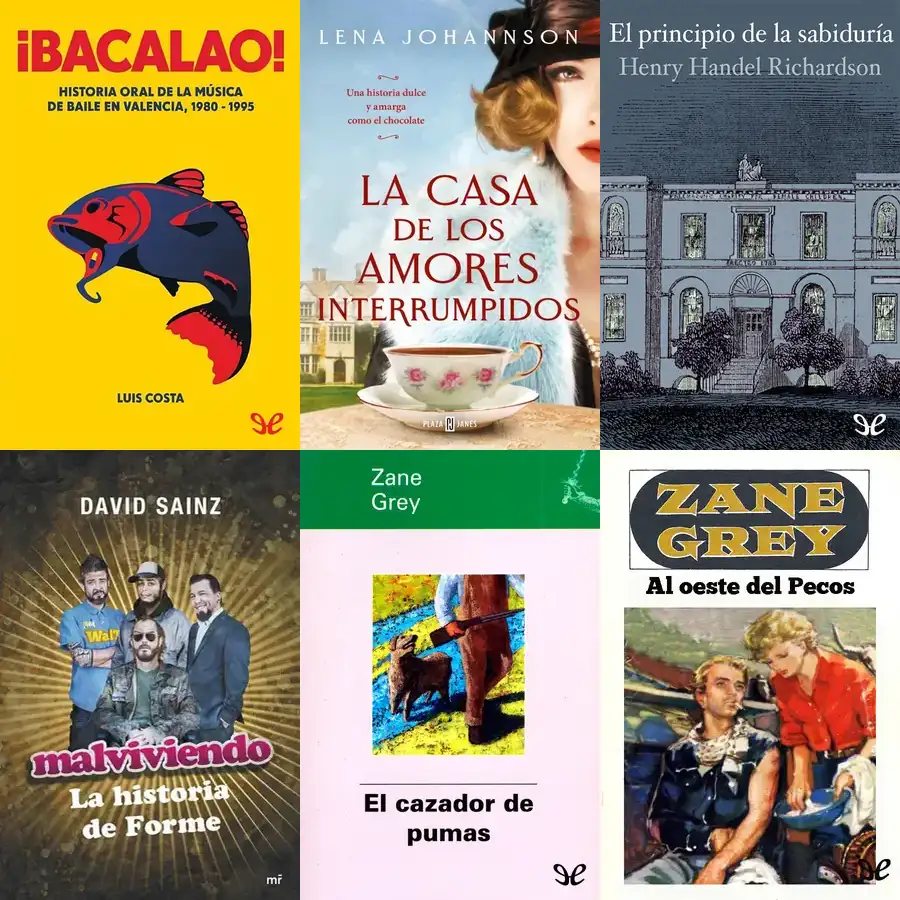 ¡BACALAO!
HISTORIA ORAL DE LA MÚSICA
DE BAILE EN VALENCIA, 1980 - 1995
LUIS COSTA
LENA JOHANNSON
Una historia dulce
y amarga
como el chocolate
LA CASA
DE LOS
AMORES
INTERRUMPIDOS
PLAZA JANÉS
El principio de la sabiduría
Henry Handel Richardson
DAVID SAINZ
malviviendo
La historia
de Forme
mr
Zane
Grey
El cazador de
pumas
ZANE
GREY
Al oeste del Pecos